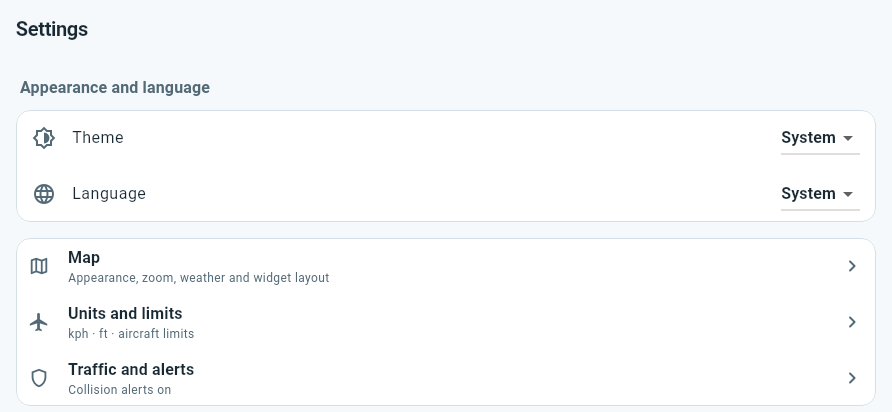 Settings
Appearance and language
Theme
System
Language
System
Map
Appearance, zoom, weather and widget layout
Units and limits
kph · ft · aircraft limits
Traffic and alerts
Collision alerts on